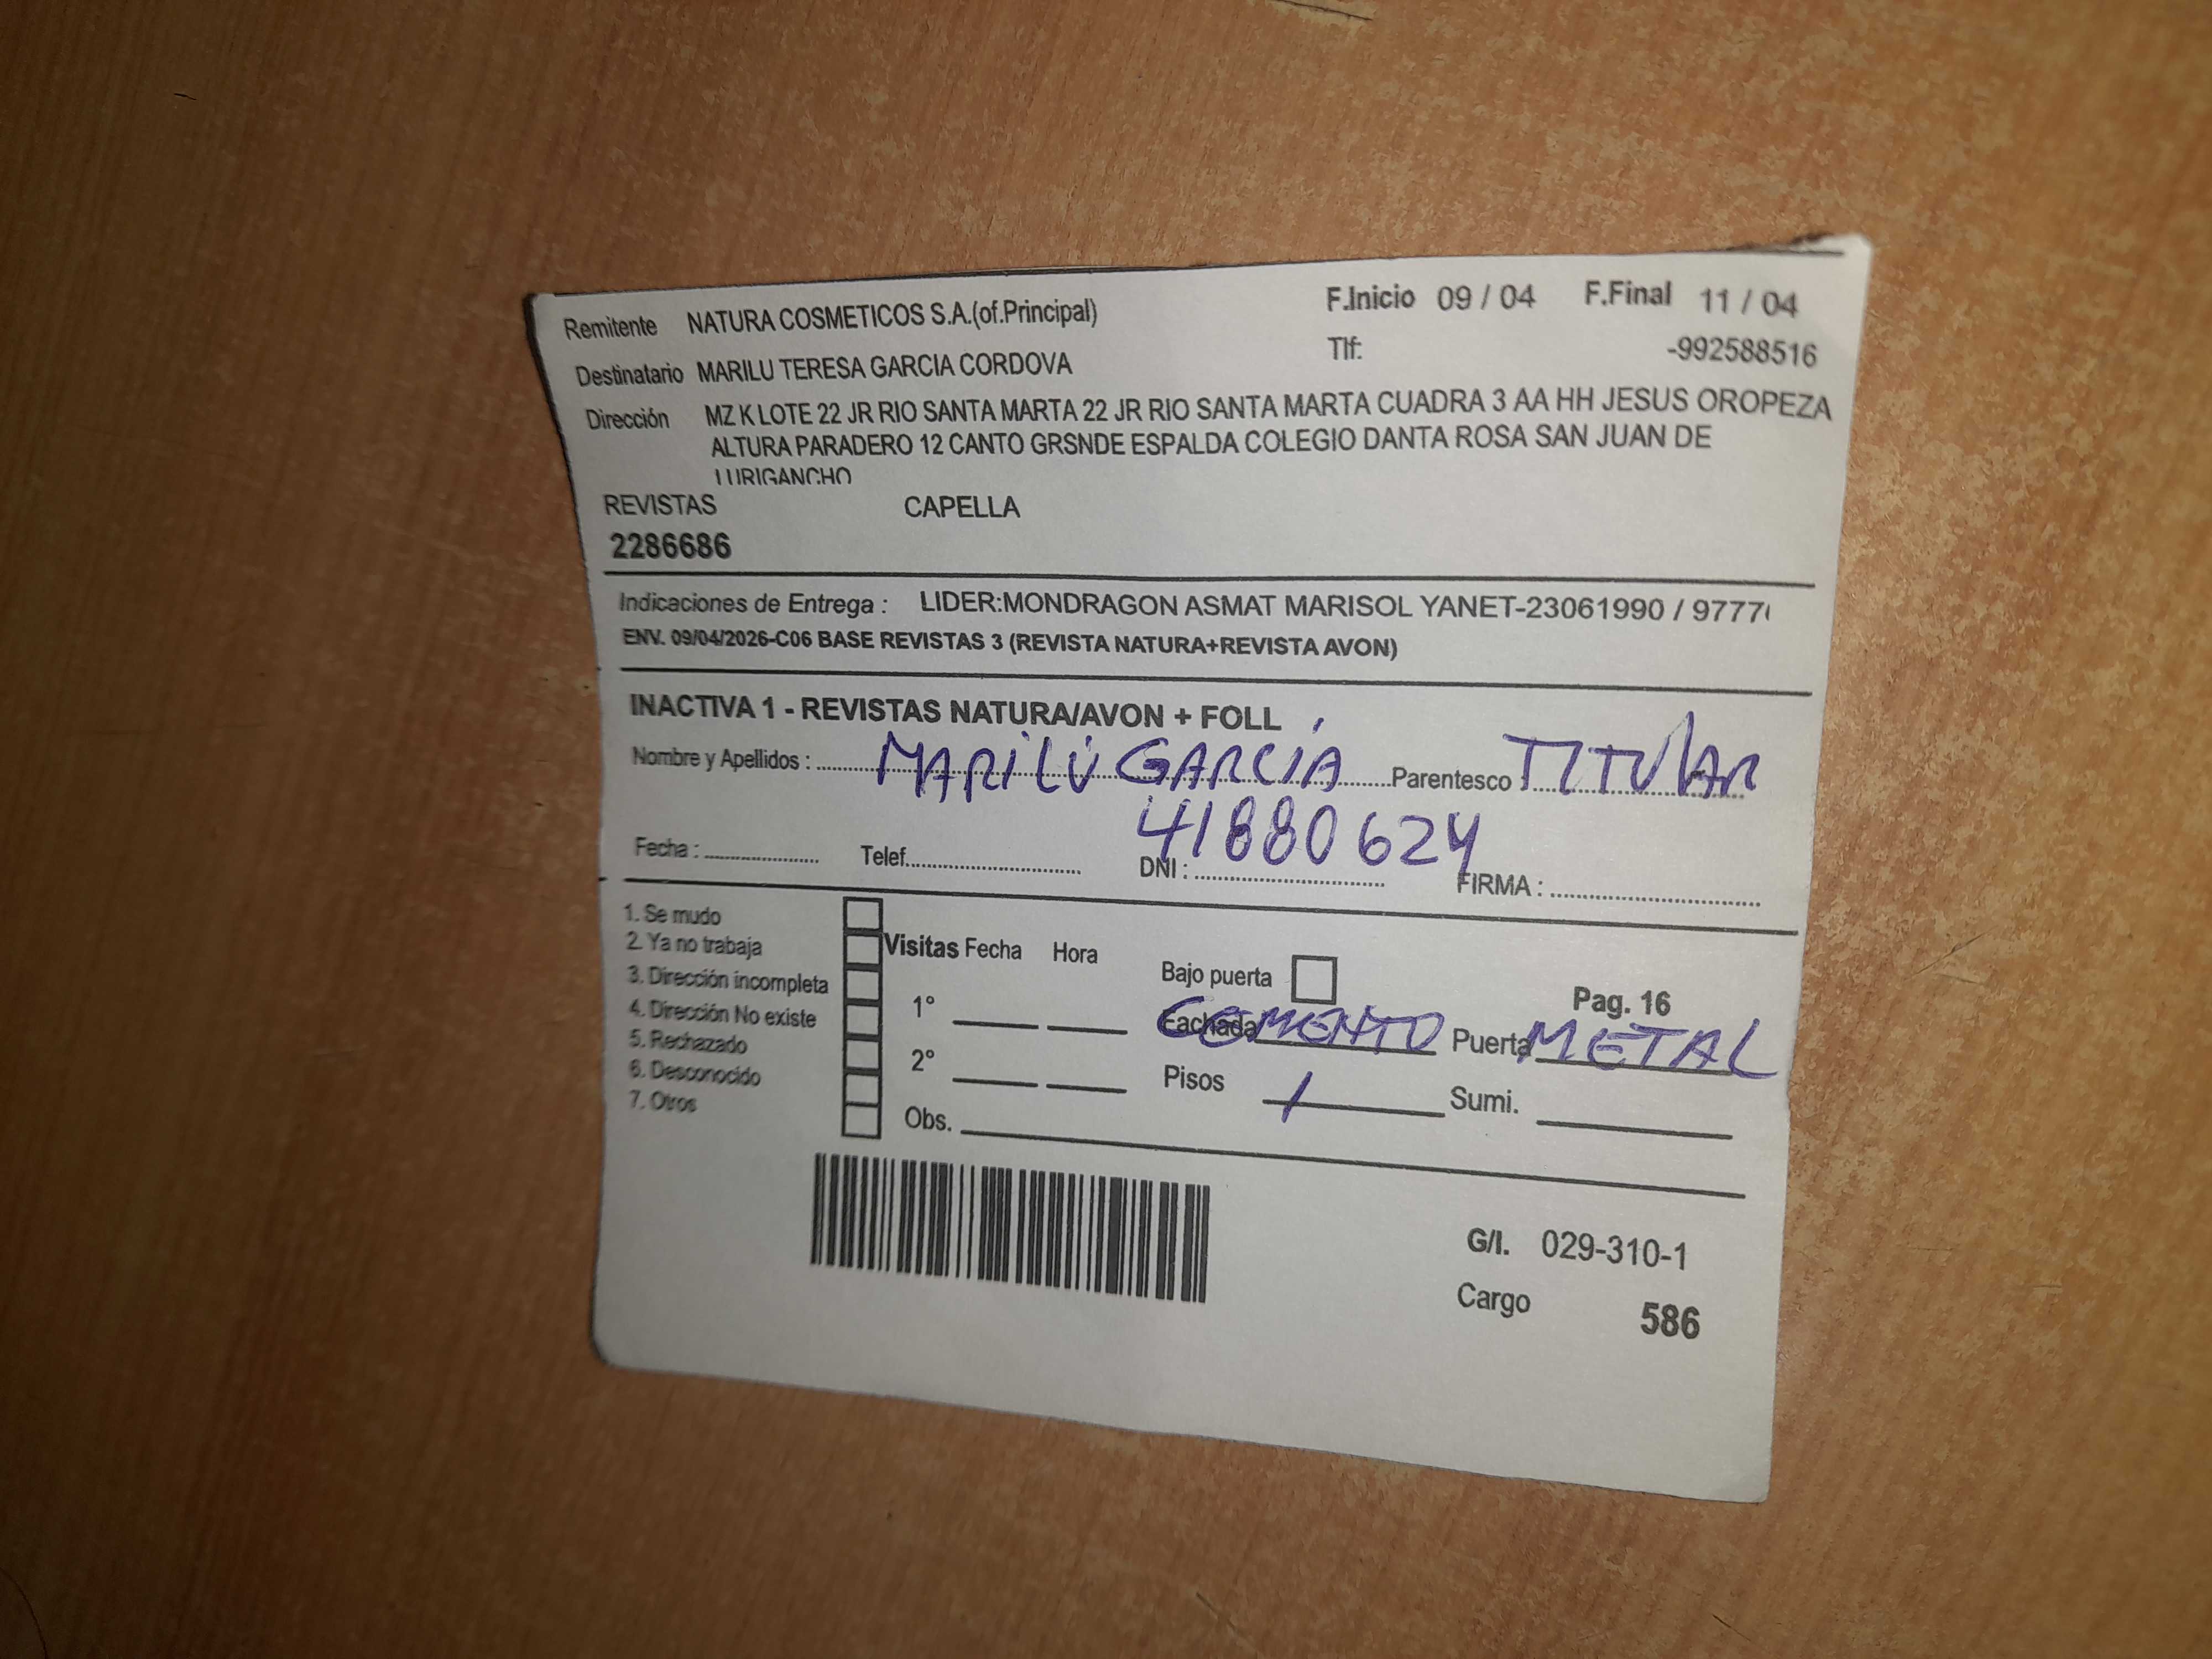 Remitente NATURA COSMETICOS S.A.(of.Principal) F.Inicio 09 / 04 F.Final 11 / 04
Destinatario MARILU TERESA GARCIA CORDOVA Tlf: -992588516
Dirección MZ K LOTE 22 JR RIO SANTA MARTA 22 JR RIO SANTA MARTA CUADRA 3 AA HH JESUS OROPEZA
ALTURA PARADERO 12 CANTO GRSNDE ESPALDA COLEGIO DANTA ROSA SAN JUAN DE
LURIGANCHO
REVISTAS CAPELLA
2286686
Indicaciones de Entrega : LIDER:MONDRAGON ASMAT MARISOL YANET-23061990 / 9777
ENV. 09/04/2026-C06 BASE REVISTAS 3 (REVISTA NATURA+REVISTA AVON)
INACTIVA 1 - REVISTAS NATURA/AVON + FOLL
Nombre y Apellidos : MARILÚ GARCÍA Parentesco : TITULAR
Fecha : Telef. DNI : 41880624 FIRMA :
1. Se mudo
2. Ya no trabaja
3. Dirección incompleta
4. Dirección No existe
5. Rechazado
6. Desconocido
7. Otros
Visitas Fecha Hora
1°
2°
Obs.
Bajo puerta
Pag. 16
Fachada CEMENTO Puerta METAL
Pisos 1 Sumi.
G/I. 029-310-1
Cargo 586